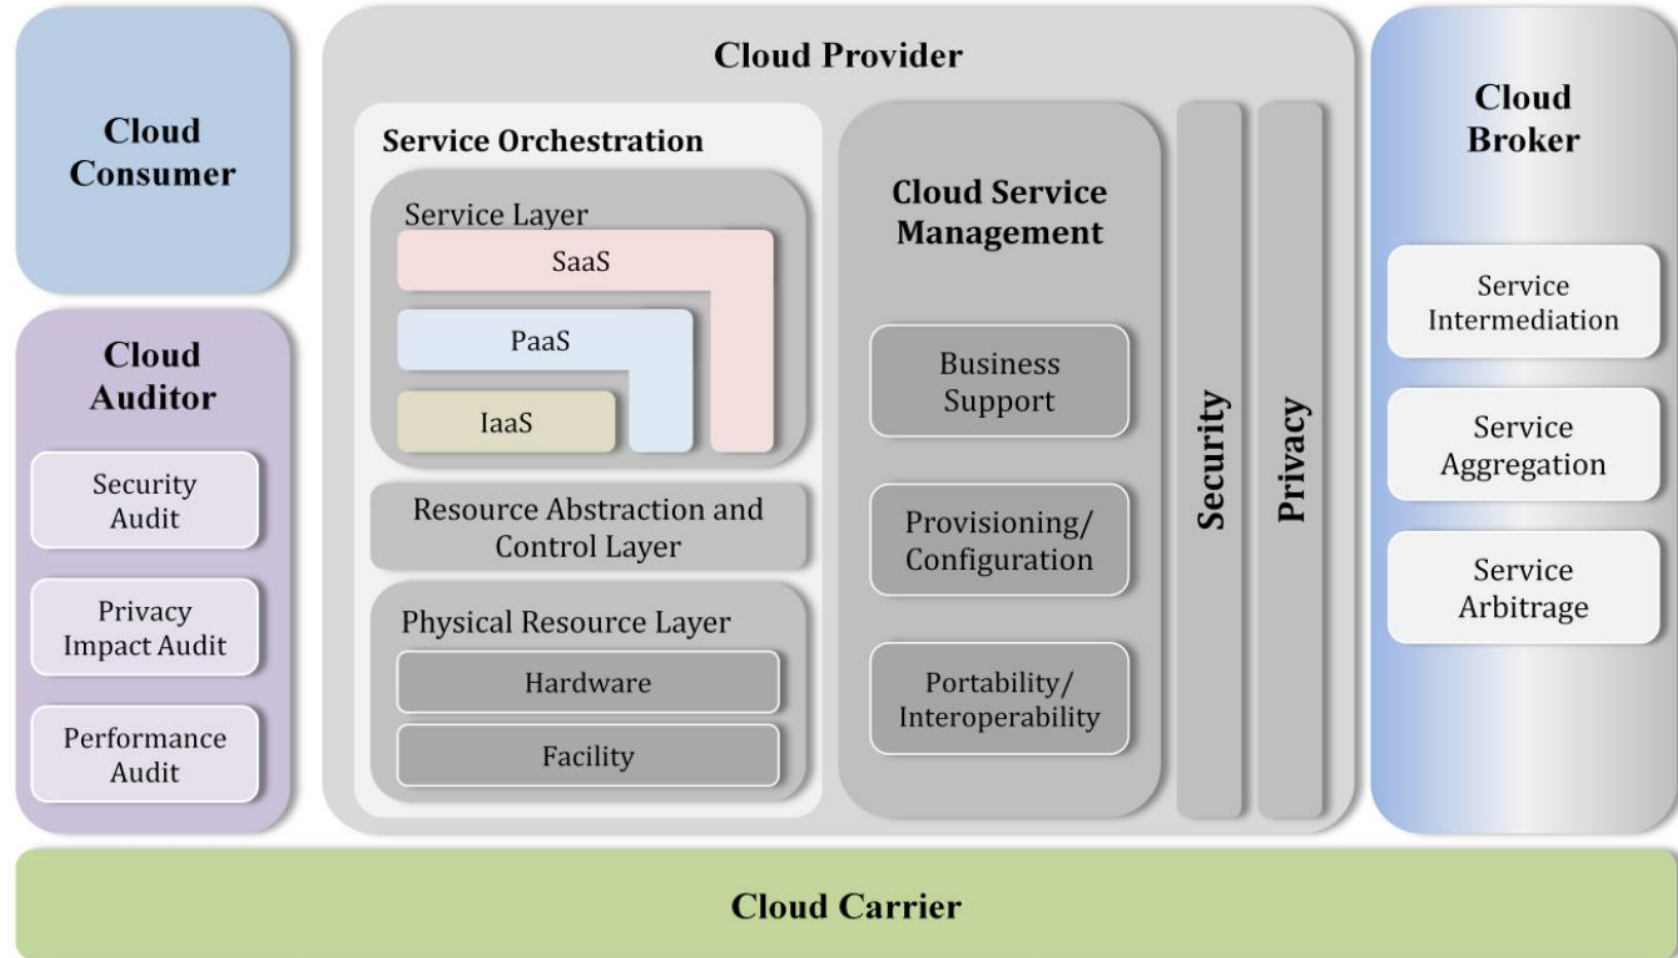 Cloud
Consumer
Cloud
Auditor
Security
Audit
Privacy
Impact Audit
Performance
Audit
Cloud Provider
Service Orchestration
Service Layer
SaaS
PaaS
IaaS
Resource Abstraction and
Control Layer
Physical Resource Layer
Hardware
Facility
Cloud Service
Management
Business
Support
Provisioning/
Configuration
Portability/
Interoperability
Security
Privacy
Cloud
Broker
Service
Intermediation
Service
Aggregation
Service
Arbitrage
Cloud Carrier